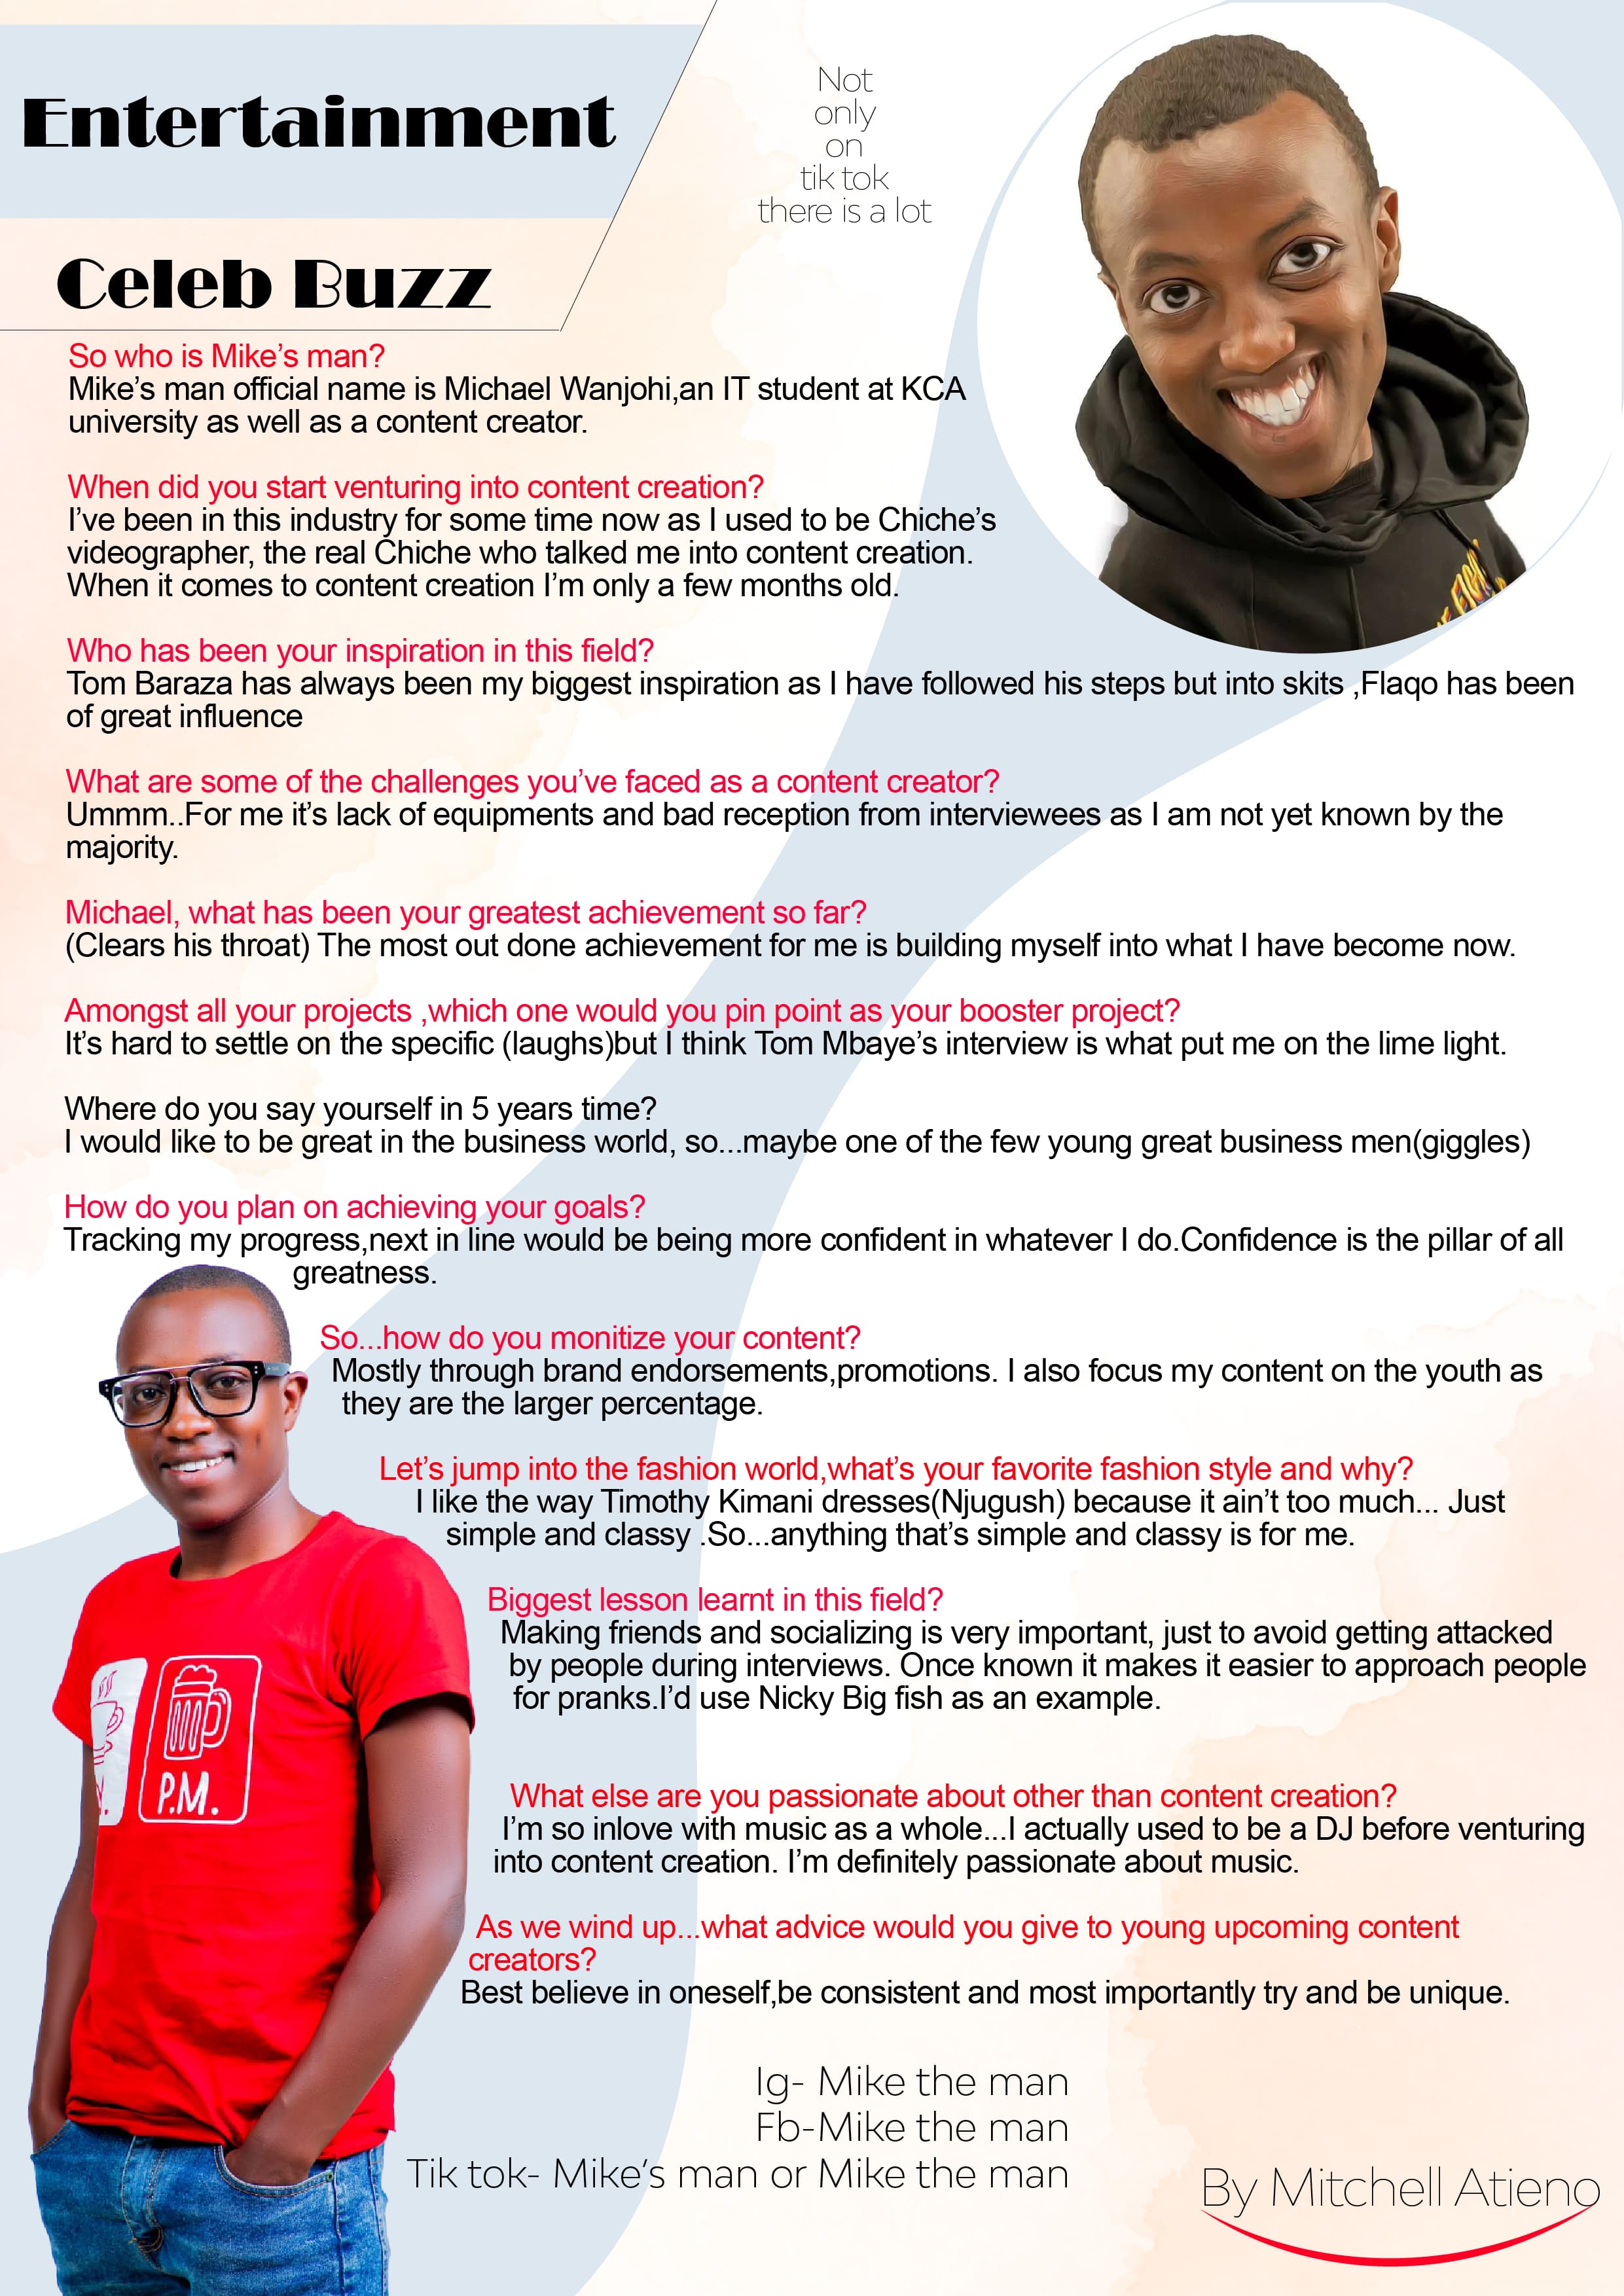 Entertainment
Not
only
on
tik tok
there is a lot
Celeb Buzz
So who is Mike's man?
Mike's man official name is Michael Wanjohi,an IT student at KCA
university as well as a content creator.
When did you start venturing into content creation?
I've been in this industry for some time now as I used to be Chiche's
videographer, the real Chiche who talked me into content creation.
When it comes to content creation I'm only a few months old.
Who has been your inspiration in this field?
Tom Baraza has always been my biggest inspiration as I have followed his steps but into skits ,Flaqo has been
of great influence
What are some of the challenges you've faced as a content creator?
Ummm..For me it's lack of equipments and bad reception from interviewees as I am not yet known by the
majority.
Michael, what has been your greatest achievement so far?
(Clears his throat) The most out done achievement for me is building myself into what I have become now.
Amongst all your projects ,which one would you pin point as your booster project?
It's hard to settle on the specific (laughs)but I think Tom Mbaye's interview is what put me on the lime light.
Where do you say yourself in 5 years time?
I would like to be great in the business world, so...maybe one of the few young great business men(giggles)
How do you plan on achieving your goals?
Tracking my progress,next in line would be being more confident in whatever I do.Confidence is the pillar of all
greatness.
So...how do you monitize your content?
Mostly through brand endorsements,promotions. I also focus my content on the youth as
they are the larger percentage.
Let's jump into the fashion world,what's your favorite fashion style and why?
I like the way Timothy Kimani dresses(Njugush) because it ain't too much... Just
simple and classy .So...anything that's simple and classy is for me.
Biggest lesson learnt in this field?
Making friends and socializing is very important, just to avoid getting attacked
by people during interviews. Once known it makes it easier to approach people
for pranks.I'd use Nicky Big fish as an example.
P.M.
What else are you passionate about other than content creation?
I'm so inlove with music as a whole...I actually used to be a DJ before venturing
into content creation. I'm definitely passionate about music.
As we wind up...what advice would you give to young upcoming content
creators?
Best believe in oneself,be consistent and most importantly try and be unique.
Ig- Mike the man
Fb-Mike the man
Tik tok- Mike's man or Mike the man
By Mitchell Atieno